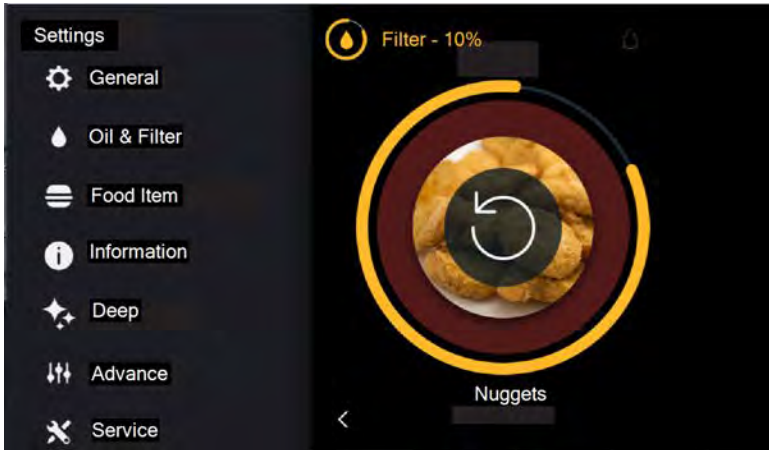 Settings
General
Oil & Filter
Food Item
Information
Deep
Advance
Service
Filter - 10%
Nuggets